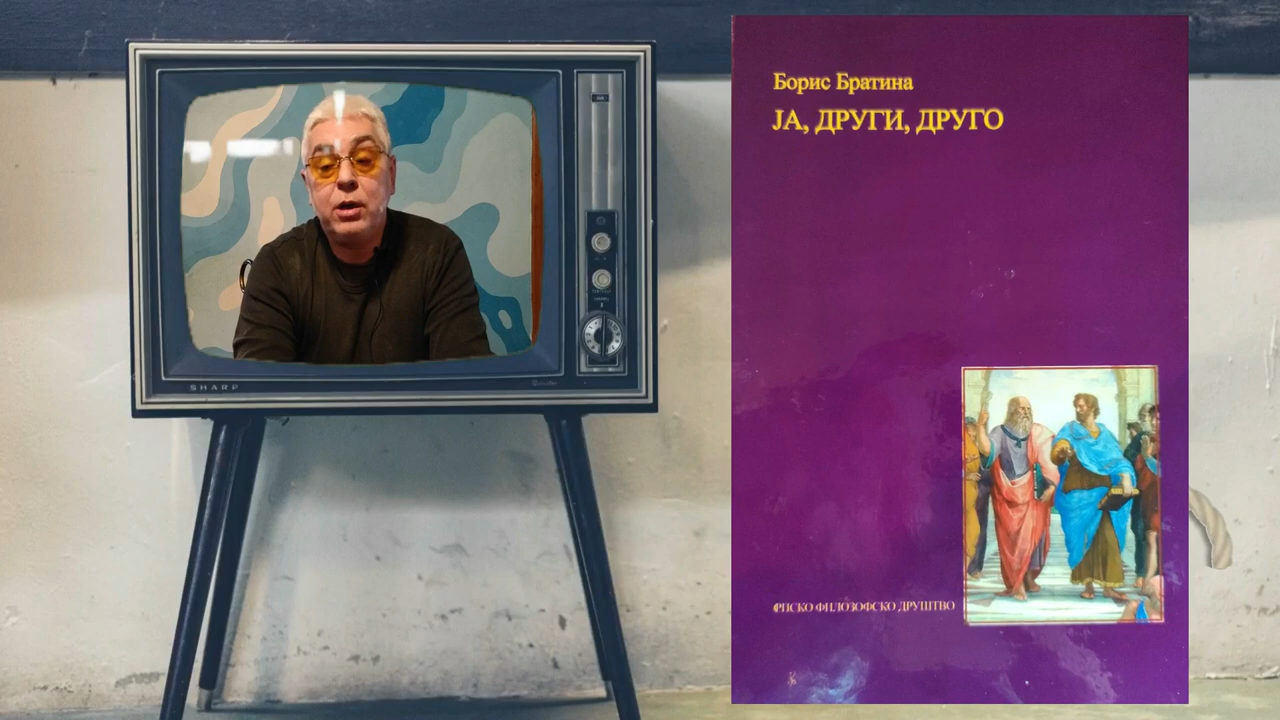 SHARP
Борис Братина
ЈА, ДРУГИ, ДРУГО
СРПСКО ФИЛОЗОФСКО ДРУШТВО